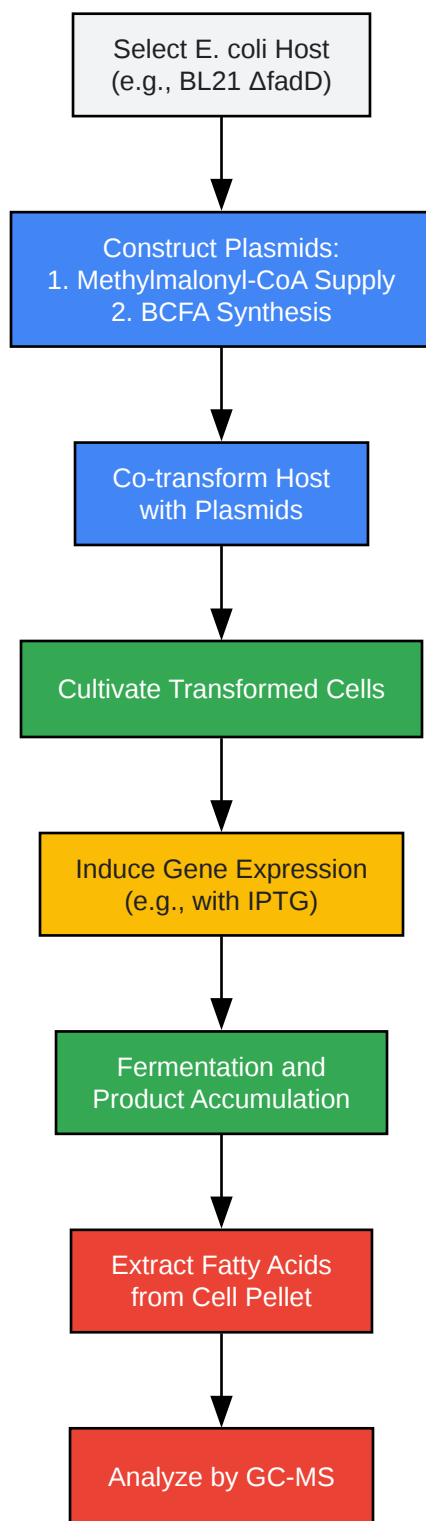 Select E. coli Host
(e.g., BL21 ΔfadD)
Construct Plasmids:
1. Methylmalonyl-CoA Supply
2. BCFA Synthesis
Co-transform Host
with Plasmids
Cultivate Transformed Cells
Induce Gene Expression
(e.g., with IPTG)
Fermentation and
Product Accumulation
Extract Fatty Acids
from Cell Pellet
Analyze by GC-MS